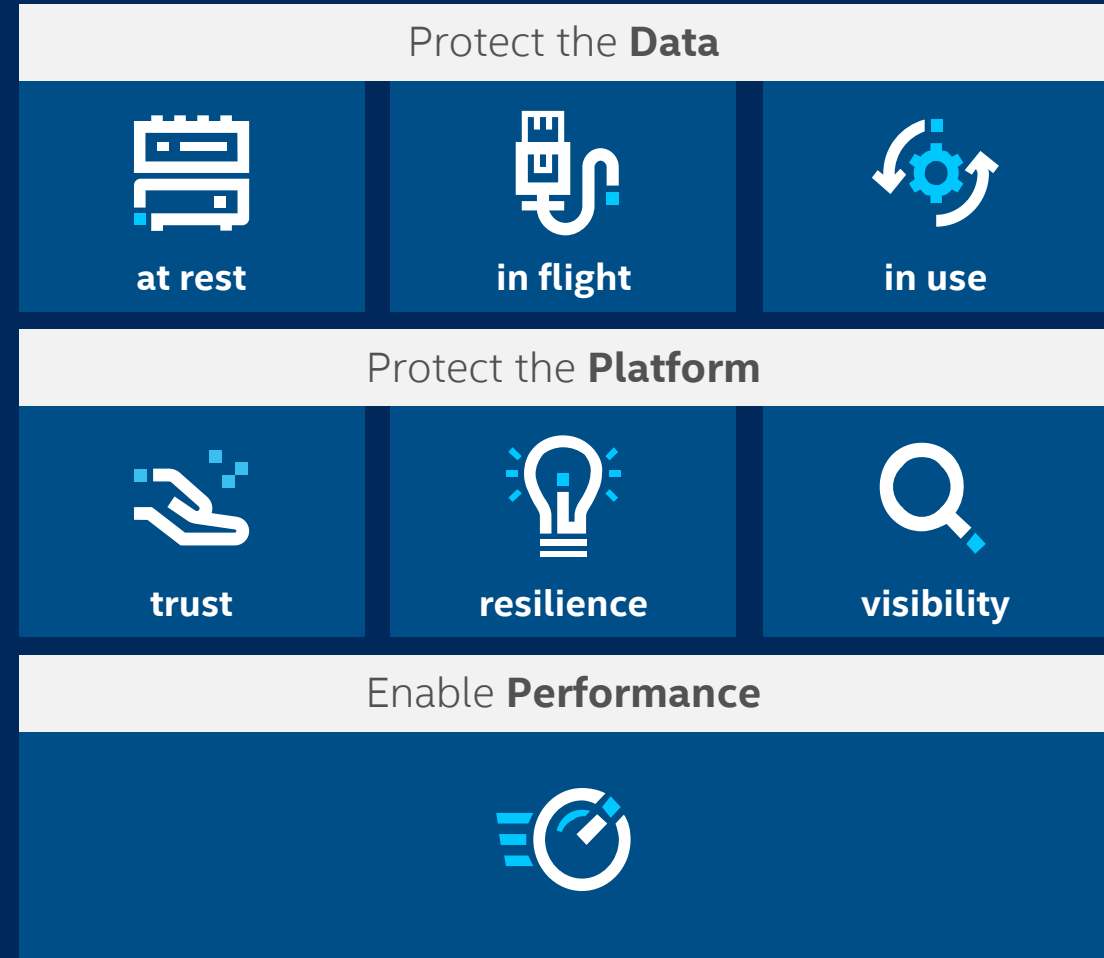 Protect the Data
at rest
in flight
in use
Protect the Platform
trust
resilience
visibility
Enable Performance